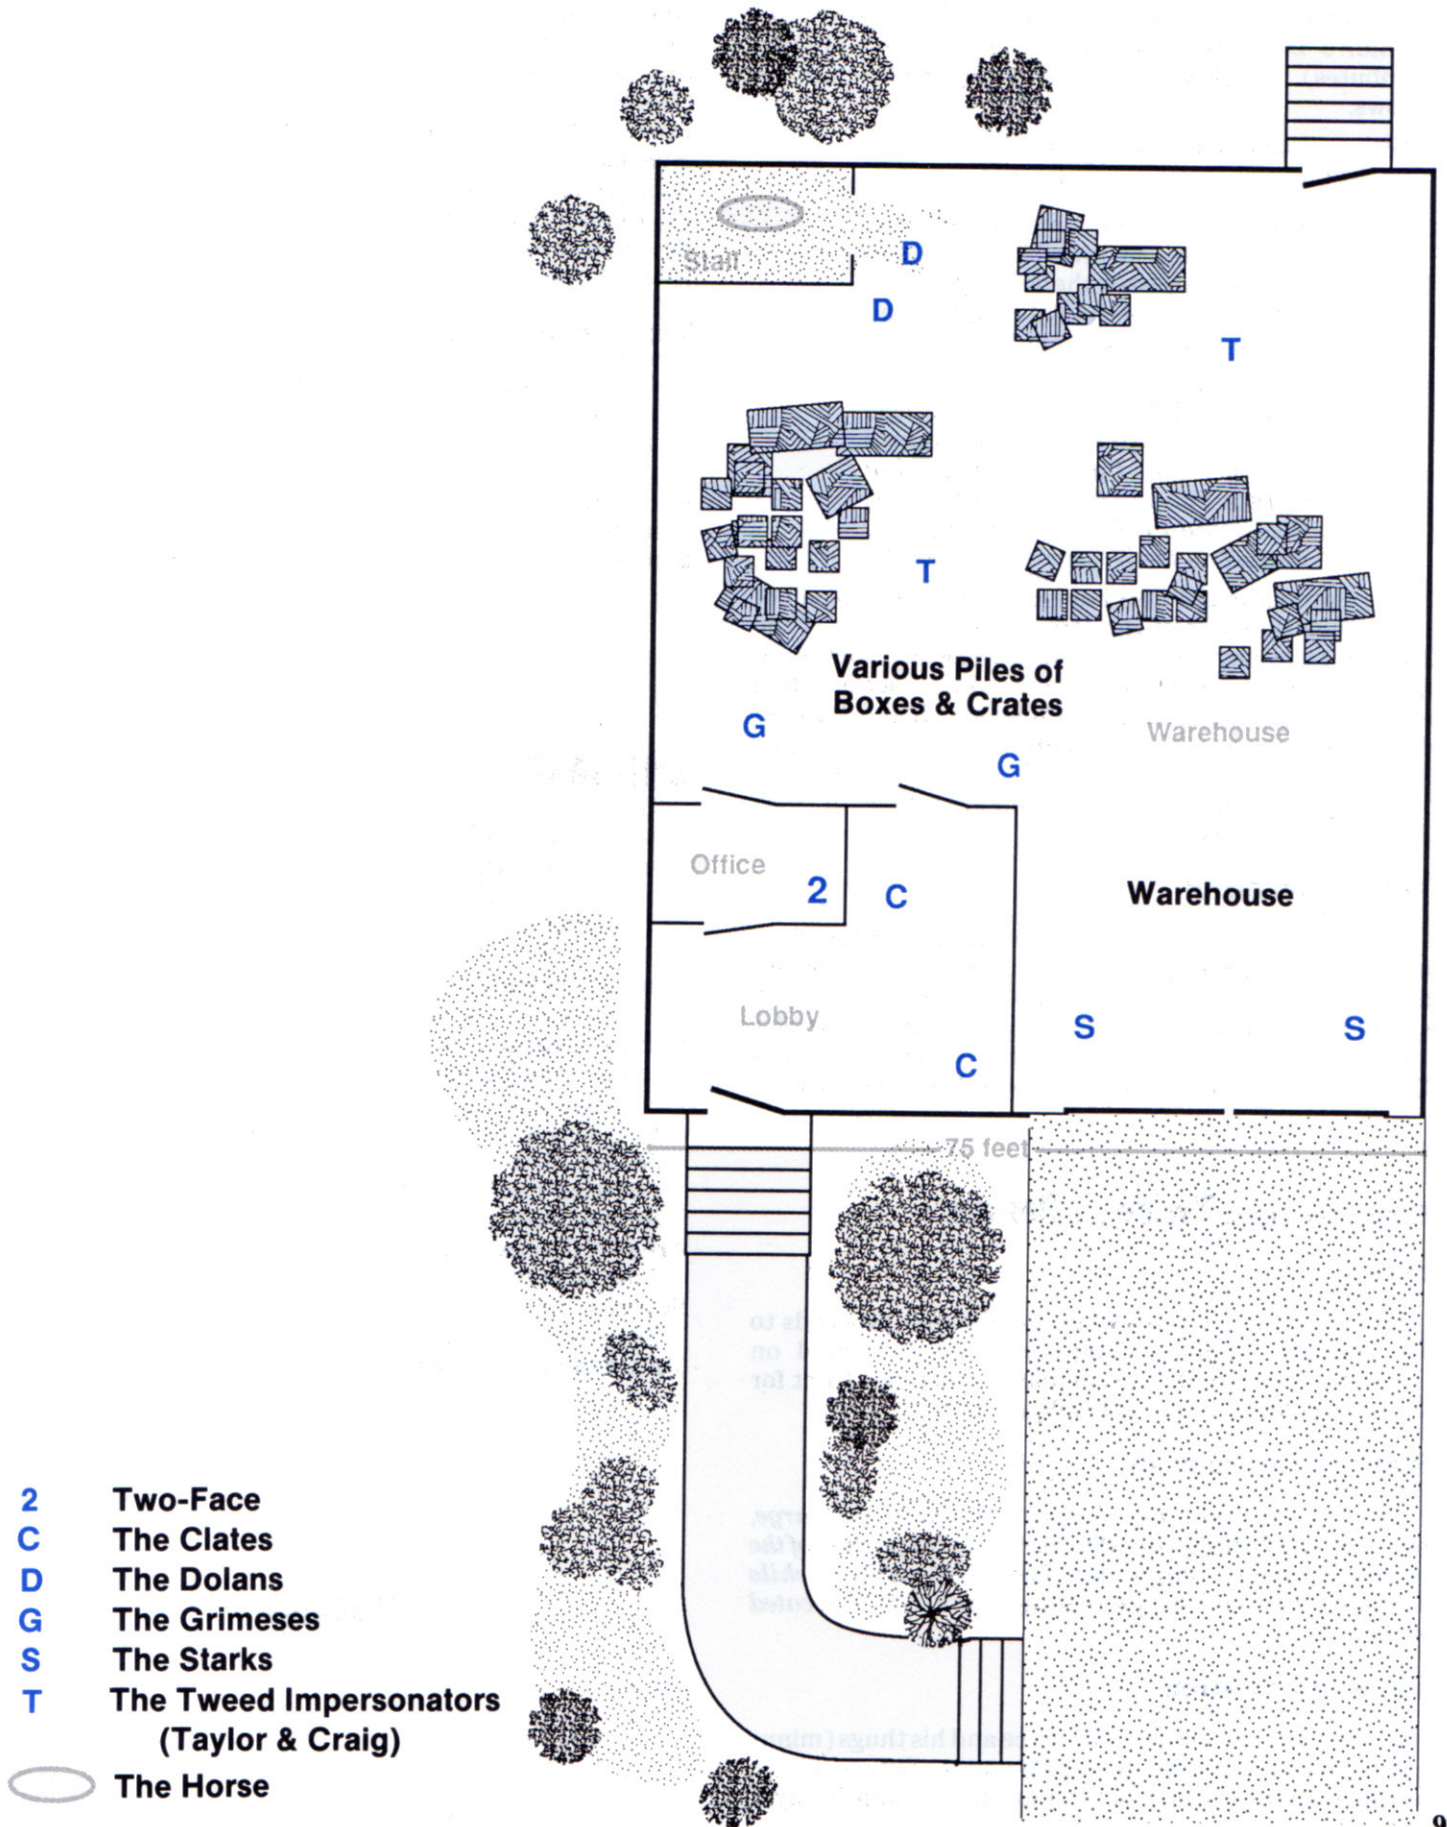 Stall
D
D
T
T
Various Piles of
Boxes & Crates
G
Warehouse
G
Office
2
C
Warehouse
Lobby
S
S
C
75 feet
2 Two-Face
C The Clates
D The Dolans
G The Grimeses
S The Starks
T The Tweed Impersonators
(Taylor & Craig)
The Horse
9